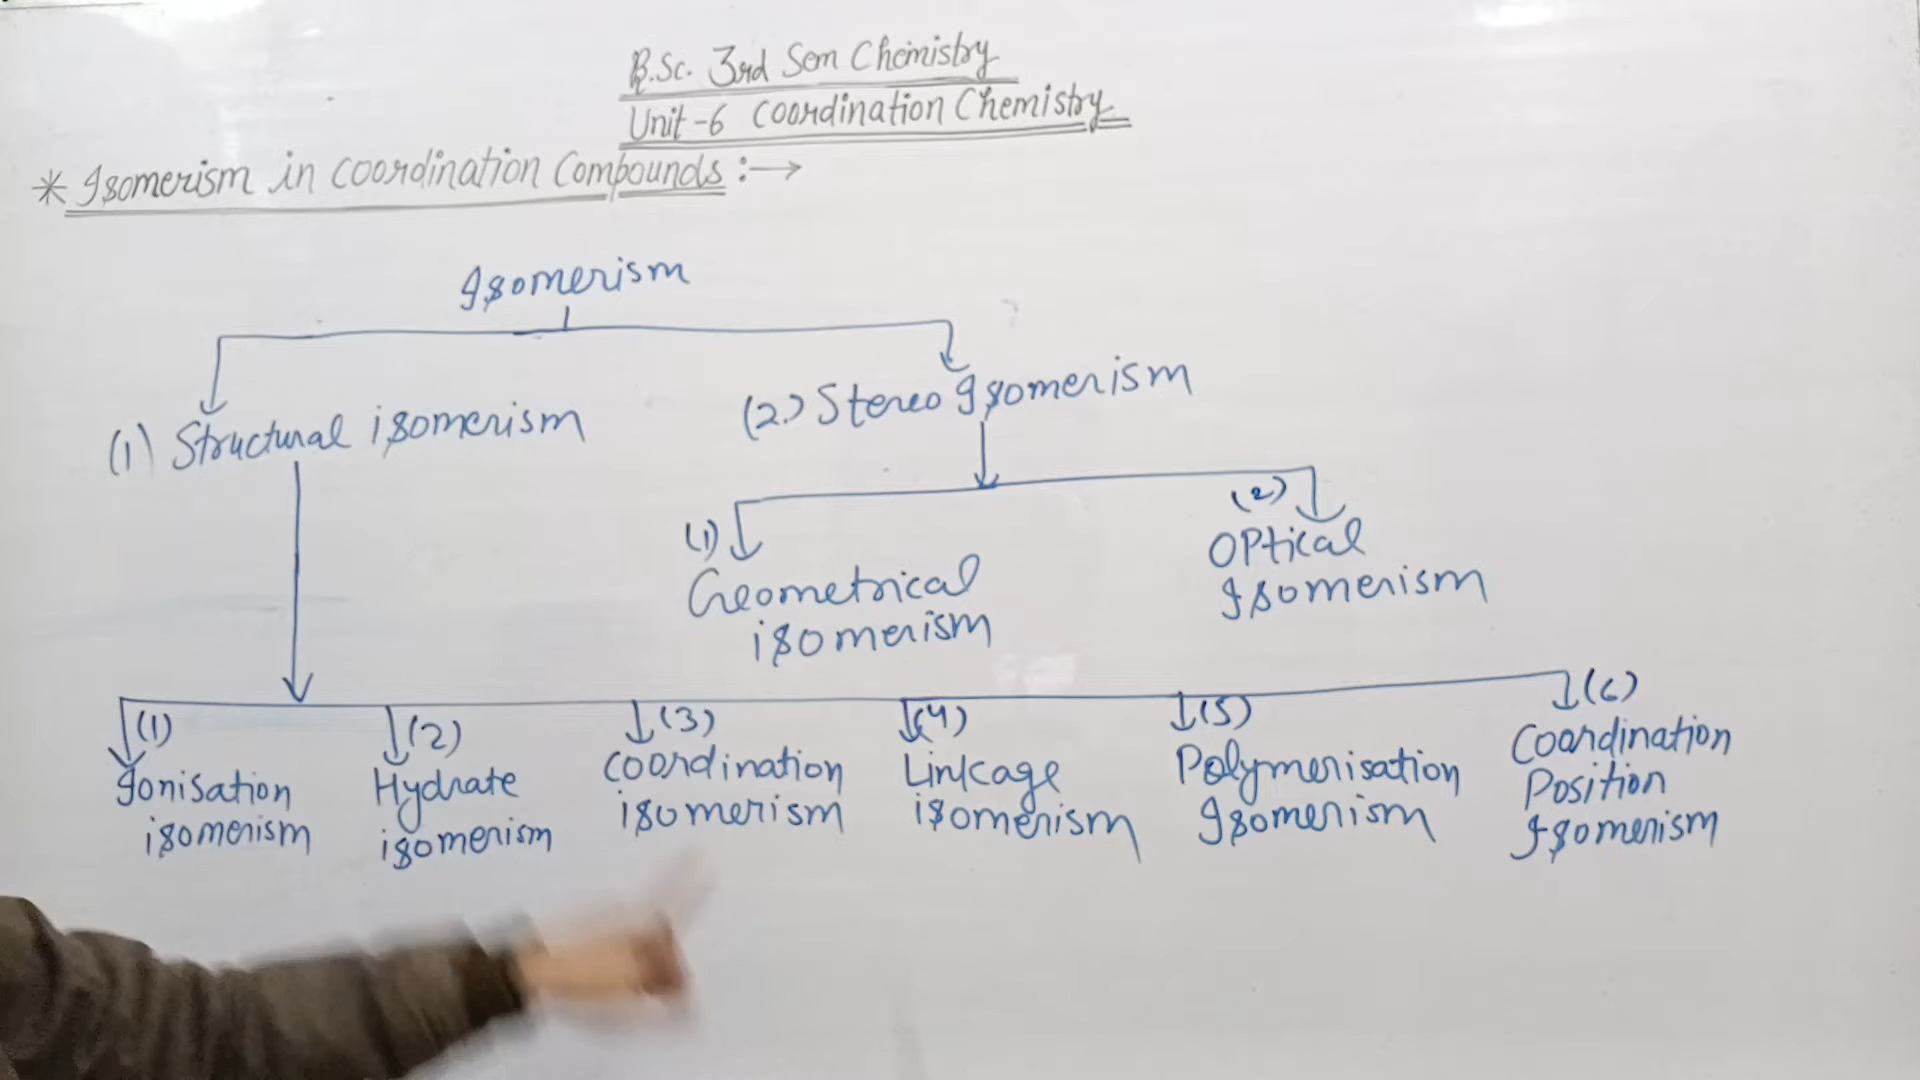 B.Sc. 3rd Sem Chemistry
Unit-6 Coordination Chemistry
* Isomerism in Coordination Compounds :→
Isomerism
(1) Structural isomerism
(2.) Stereo Isomerism
(1)
Geometrical
isomerism
(2)
Optical
Isomerism
(1)
Ionisation
isomerism
(2)
Hydrate
isomerism
(3)
Coordination
isomerism
(4)
Linkage
isomerism
(5)
Polymerisation
Isomerism
(6)
Coordination
Position
Isomerism